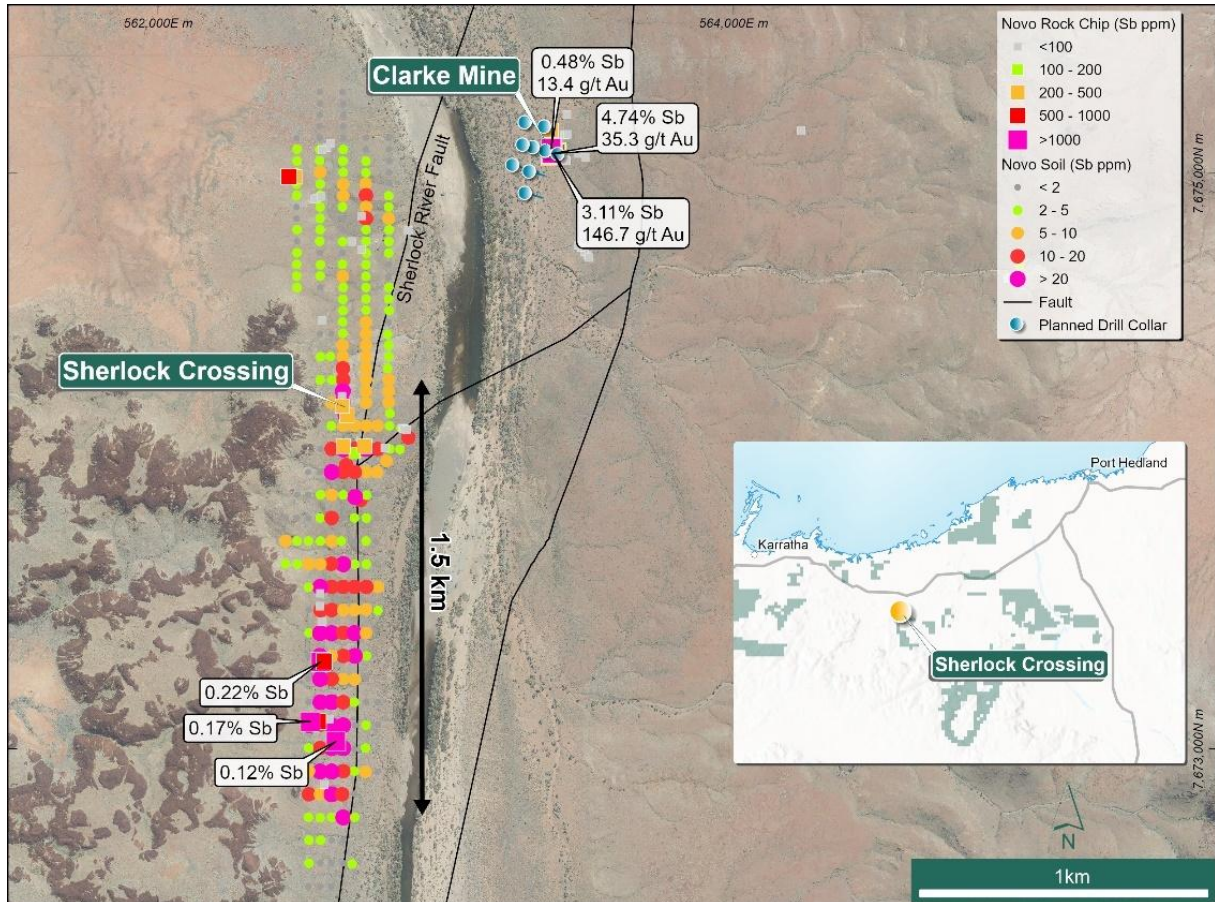 562,000E m
564,000E m
Clarke Mine
0.48% Sb
13.4 g/t Au
4.74% Sb
35.3 g/t Au
3.11% Sb
146.7 g/t Au
7,675,000N m
Sherlock River Fault
Sherlock Crossing
1.5 km
0.22% Sb
0.17% Sb
0.12% Sb
Novo Rock Chip (Sb ppm)
<100
100 - 200
200 - 500
500 - 1000
>1000
Novo Soil (Sb ppm)
< 2
2 - 5
5 - 10
10 - 20
> 20
Fault
Planned Drill Collar
Port Hedland
Karratha
Sherlock Crossing
7,673,000N m
N
1km